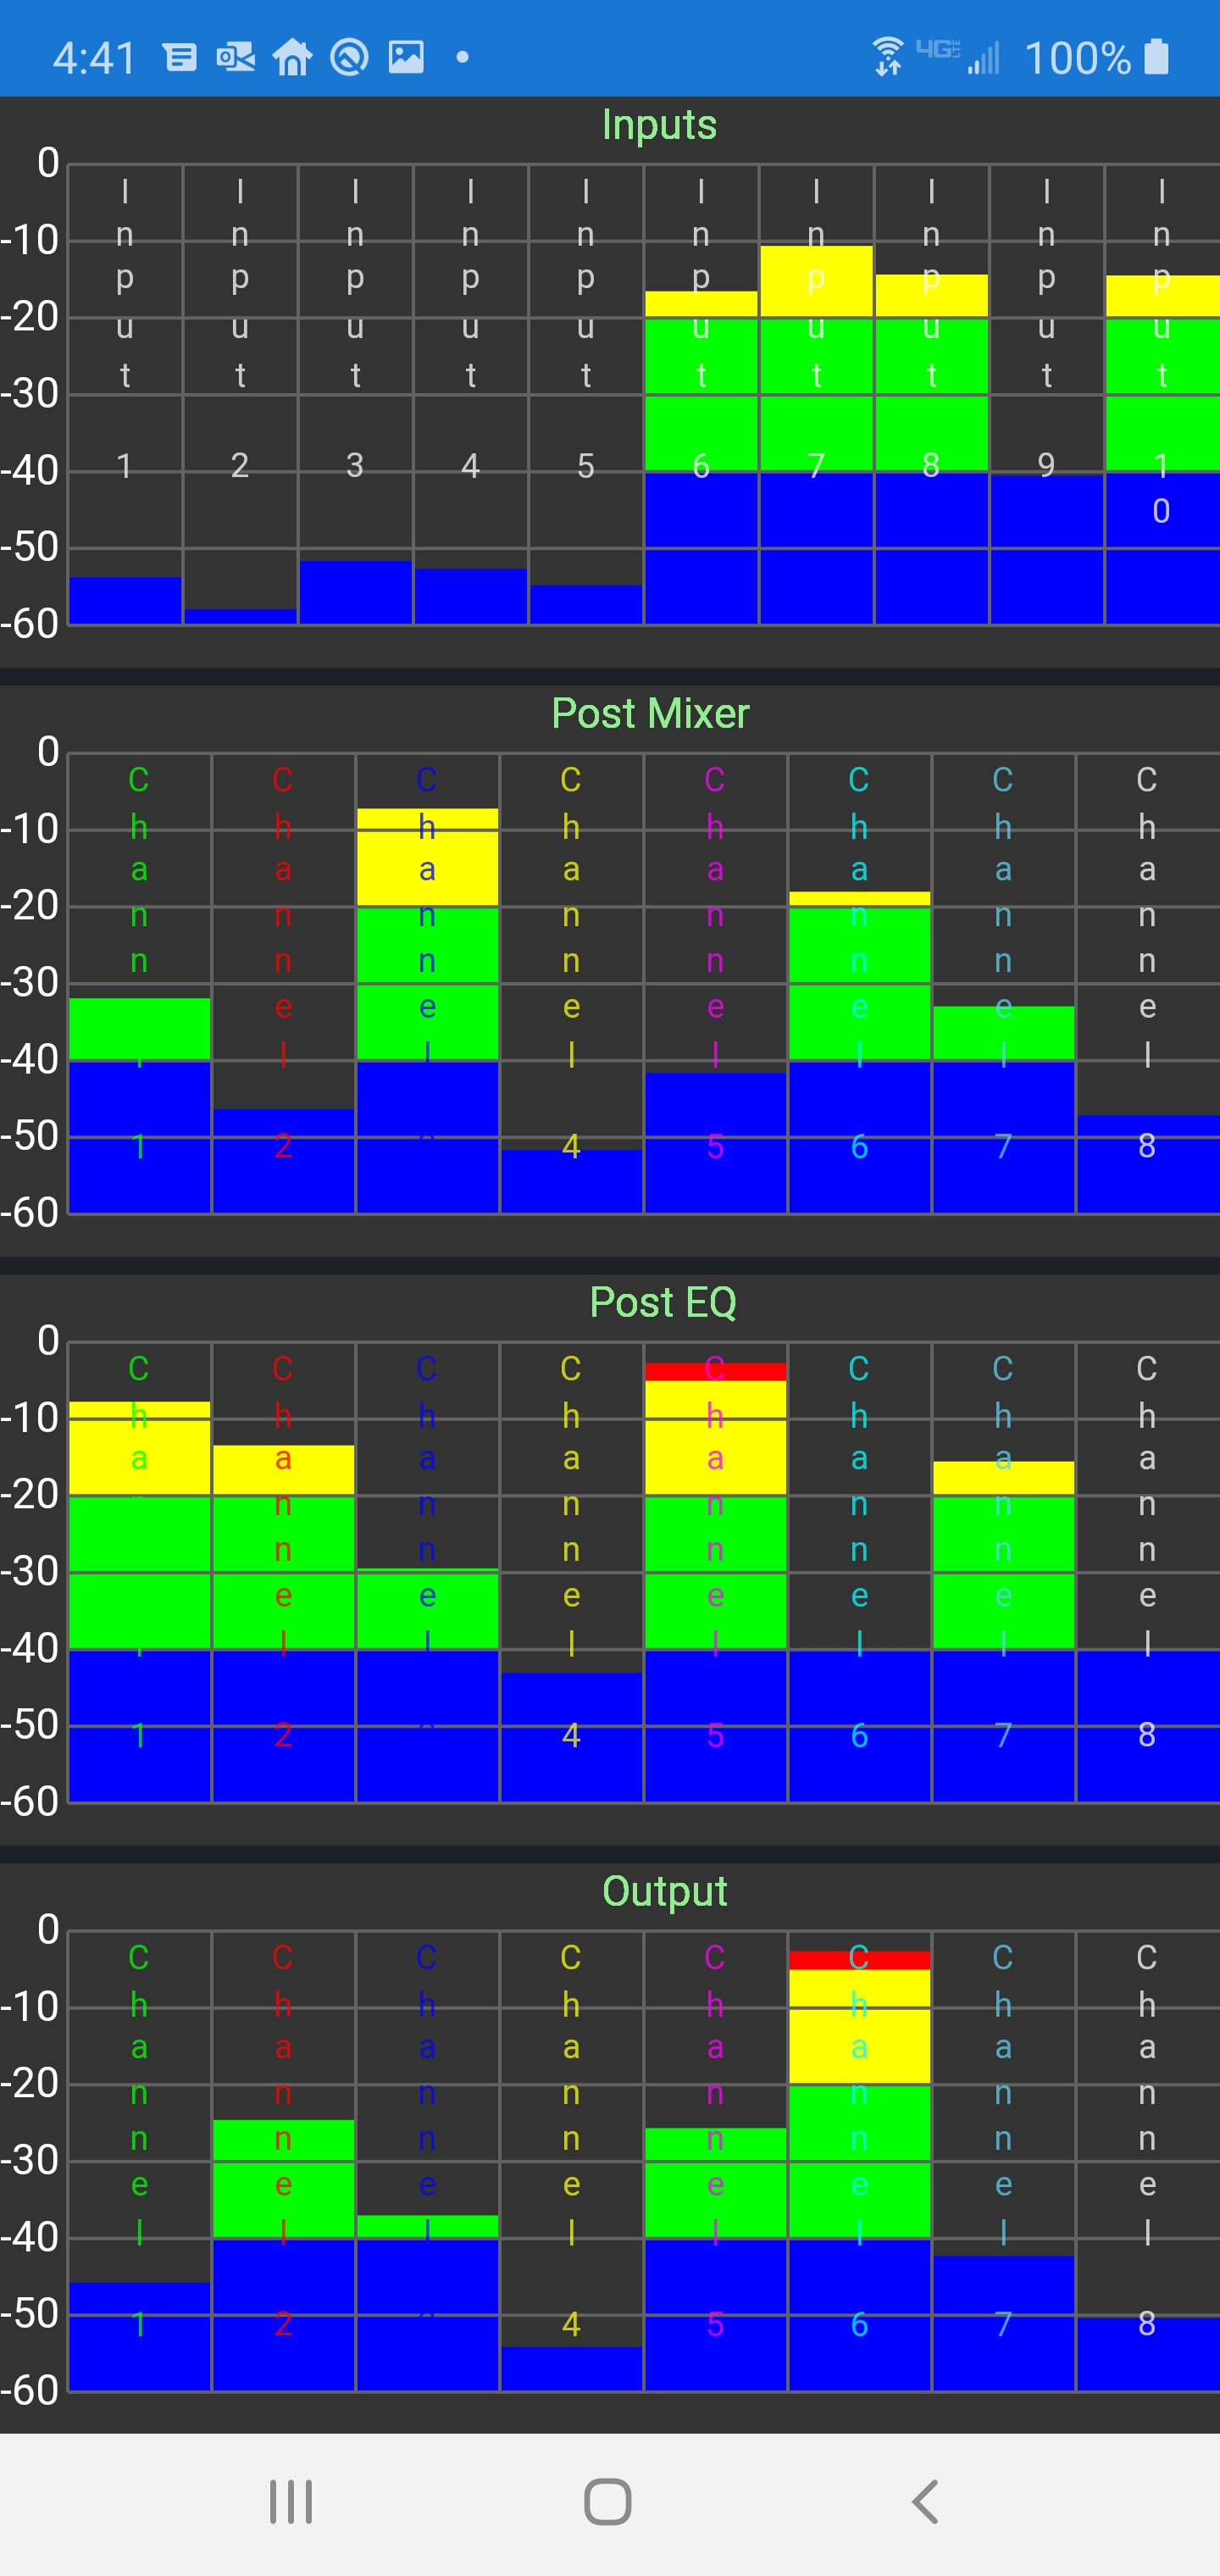 4:41 4G LTE 100%
Inputs
0
-10
-20
-30
-40
-50
-60
Input 1
Input 2
Input 3
Input 4
Input 5
Input 6
Input 7
Input 8
Input 9
Input 10
Post Mixer
0
-10
-20
-30
-40
-50
-60
Channel 1
Channel 2
Channel
Channel 4
Channel 5
Channel 6
Channel 7
Channel 8
Post EQ
0
-10
-20
-30
-40
-50
-60
Channel 1
Channel 2
Channel
Channel 4
Channel 5
Channel 6
Channel 7
Channel 8
Output
0
-10
-20
-30
-40
-50
-60
Channel 1
Channel 2
Channel
Channel 4
Channel 5
Channel 6
Channel 7
Channel 8